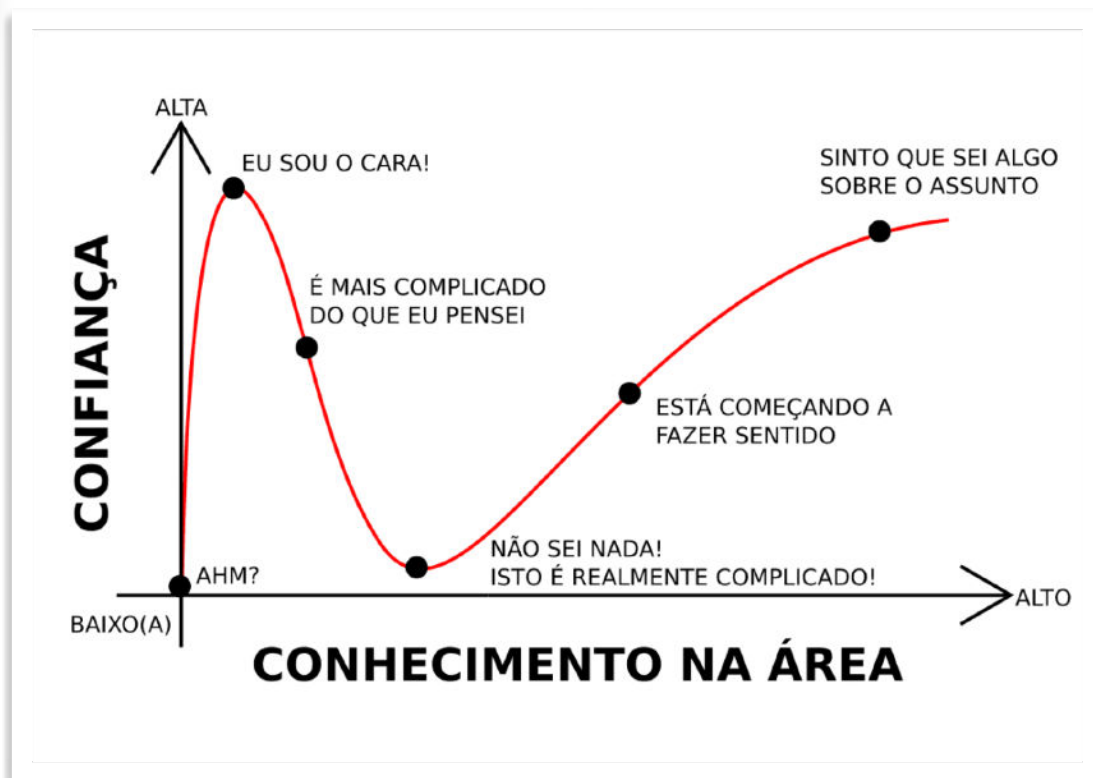 ALTA
EU SOU O CARA!
SINTO QUE SEI ALGO
SOBRE O ASSUNTO
É MAIS COMPLICADO
DO QUE EU PENSEI
CONFIANÇA
ESTÁ COMEÇANDO A
FAZER SENTIDO
NÃO SEI NADA!
ISTO É REALMENTE COMPLICADO!
AHM?
BAIXO(A)
ALTO
CONHECIMENTO NA ÁREA